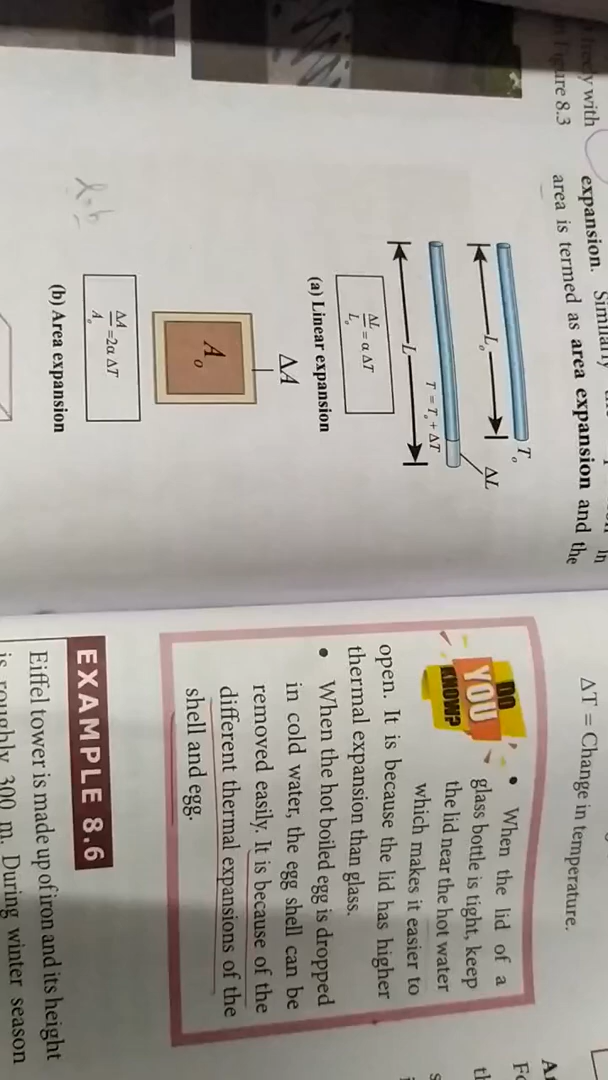 freely with
Figure 8.3
expansion. Similarly
in
area is termed as area expansion and the
T₀
L₀
ΔL
T = T₀ + ΔT
L
ΔL/L₀ = α ΔT
(a) Linear expansion
ΔA
A₀
ΔA/A₀ = 2α ΔT
(b) Area expansion
l=b
ΔT = Change in temperature.
DO
YOU
KNOW?
• When the lid of a
glass bottle is tight, keep
the lid near the hot water
which makes it easier to
open. It is because the lid has higher
thermal expansion than glass.
• When the hot boiled egg is dropped
in cold water, the egg shell can be
removed easily. It is because of the
different thermal expansions of the
shell and egg.
EXAMPLE 8.6
Eiffel tower is made up of iron and its height
is roughly 300 m. During winter season